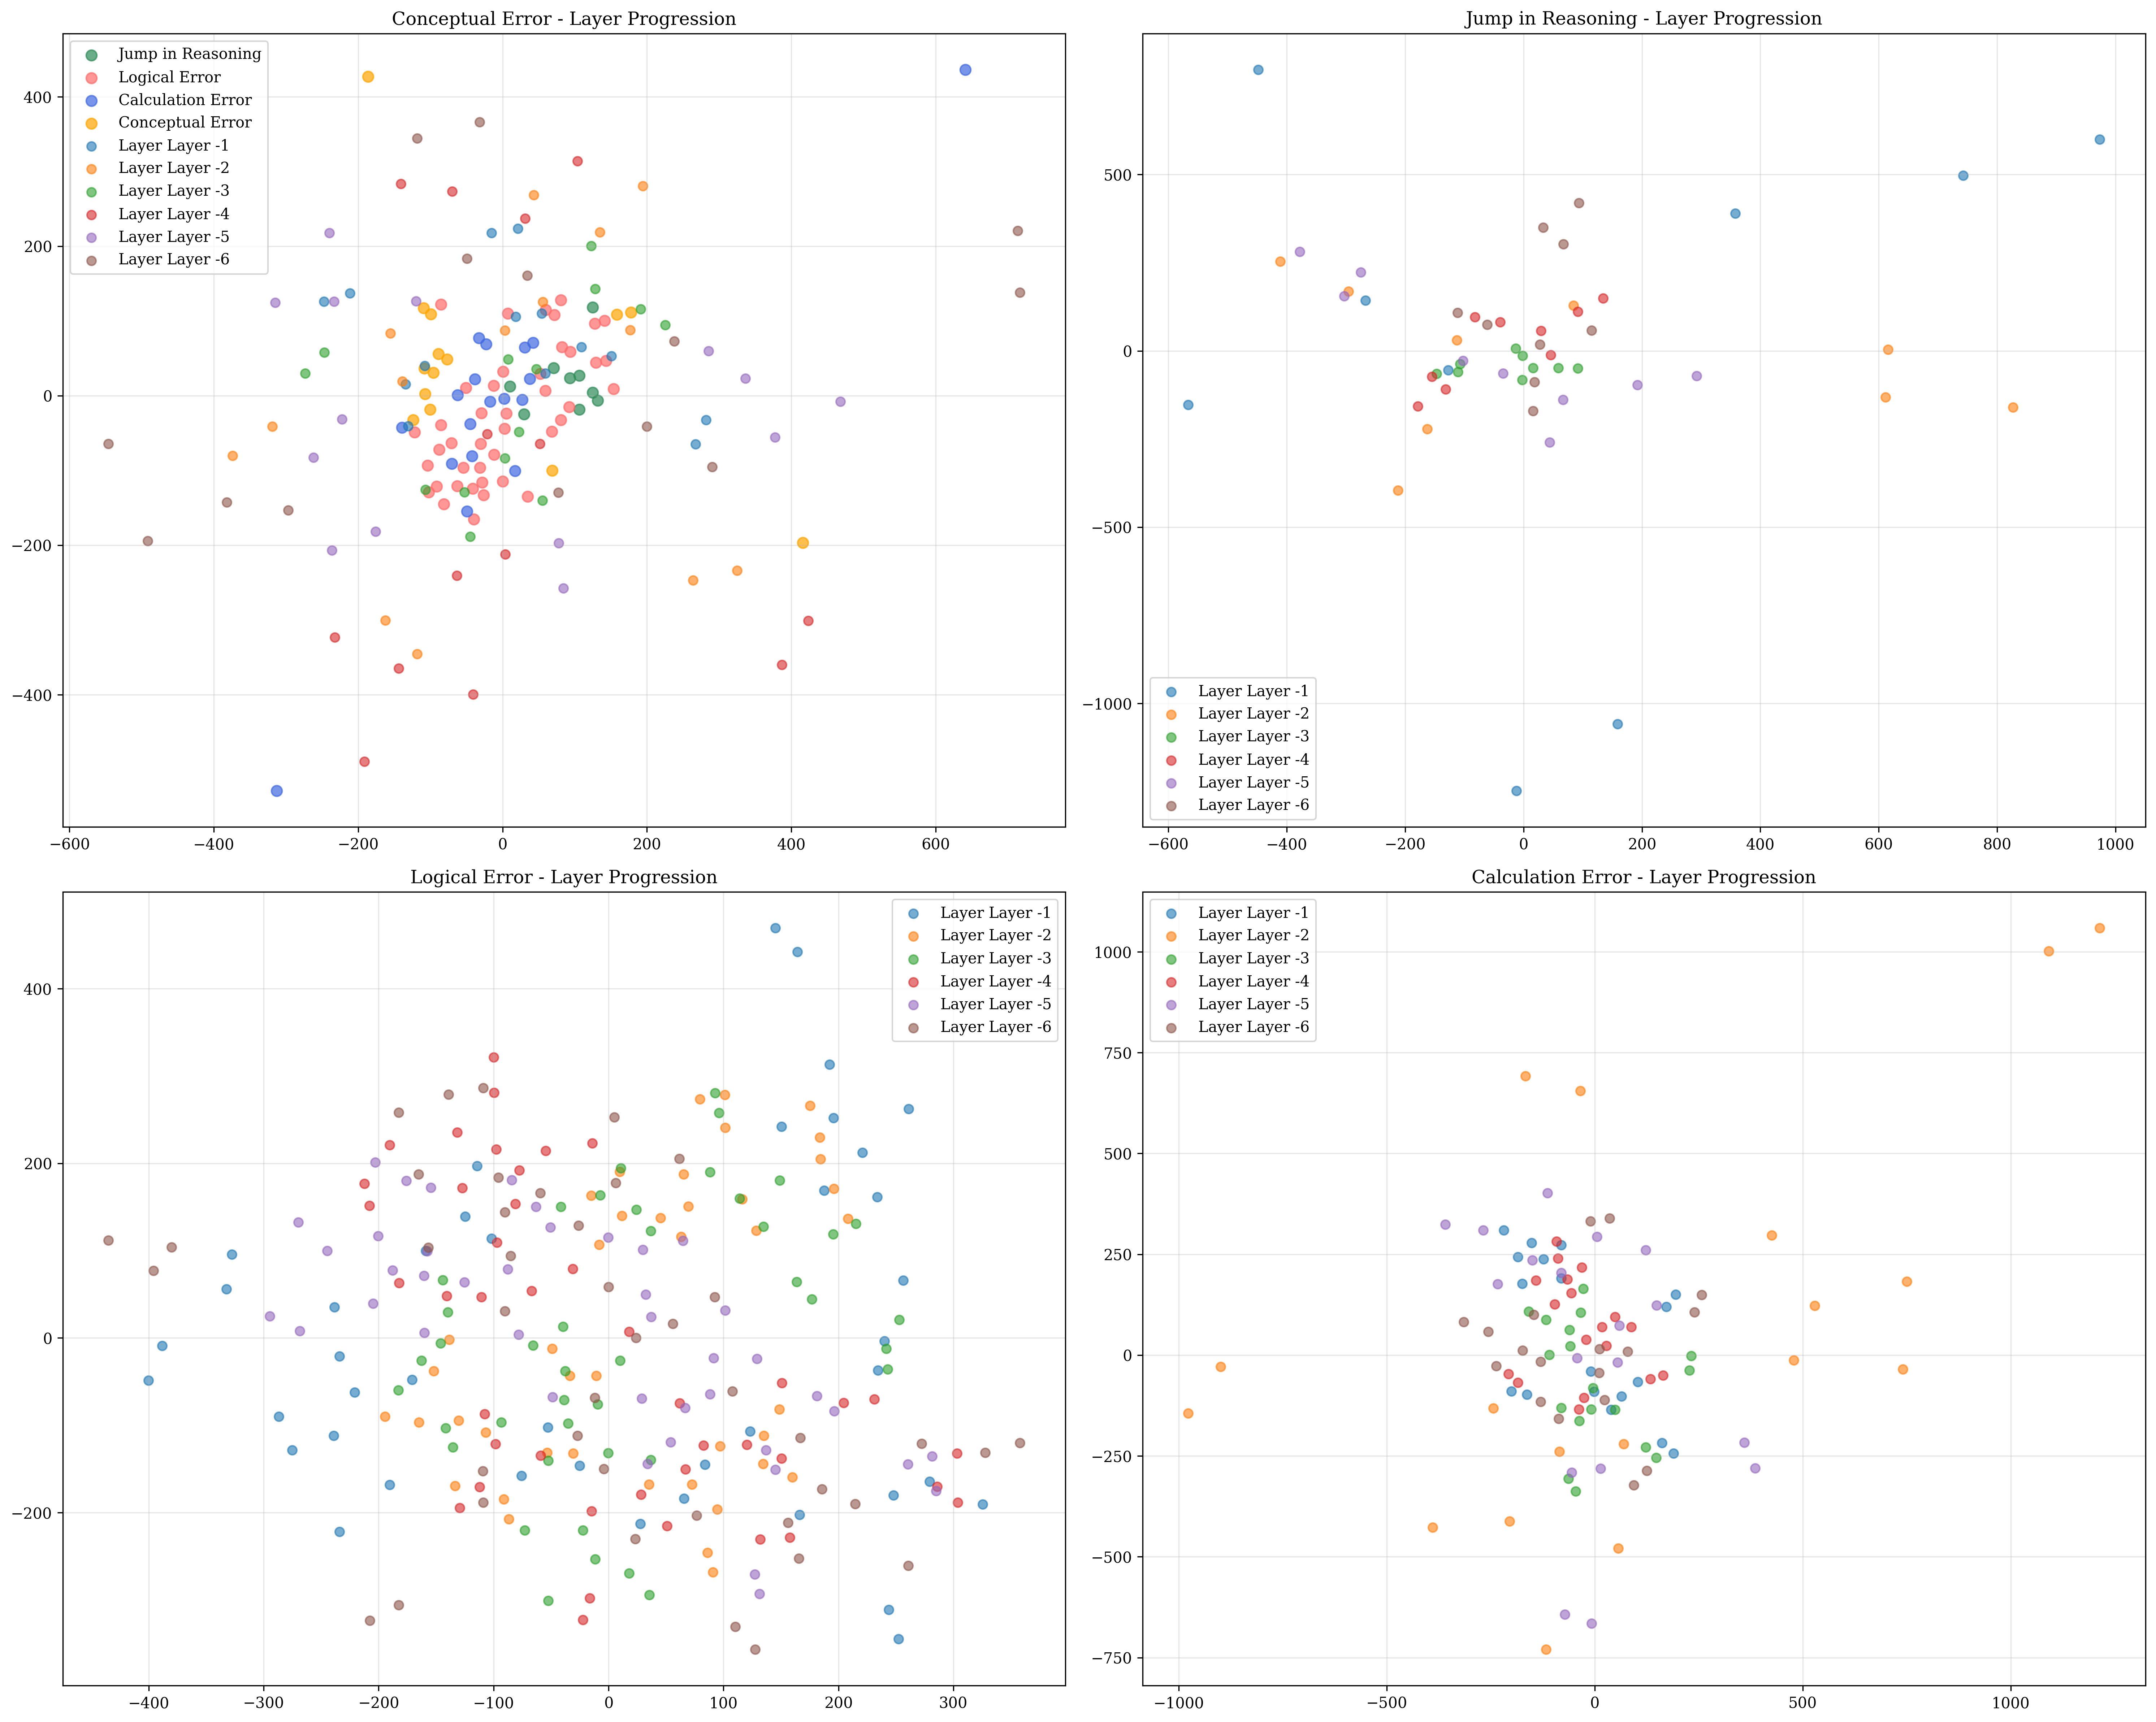 Conceptual Error - Layer Progression
Jump in Reasoning
Logical Error
Calculation Error
Conceptual Error
Layer Layer -1
Layer Layer -2
Layer Layer -3
Layer Layer -4
Layer Layer -5
Layer Layer -6
400
200
0
−200
−400
−600
−400
−200
0
200
400
600
Jump in Reasoning - Layer Progression
500
0
−500
−1000
Layer Layer -1
Layer Layer -2
Layer Layer -3
Layer Layer -4
Layer Layer -5
Layer Layer -6
−600
−400
−200
0
200
400
600
800
1000
Logical Error - Layer Progression
Layer Layer -1
Layer Layer -2
Layer Layer -3
Layer Layer -4
Layer Layer -5
Layer Layer -6
400
200
0
−200
−400
−300
−200
−100
0
100
200
300
Calculation Error - Layer Progression
Layer Layer -1
Layer Layer -2
Layer Layer -3
Layer Layer -4
Layer Layer -5
Layer Layer -6
1000
750
500
250
0
−250
−500
−750
−1000
−500
0
500
1000